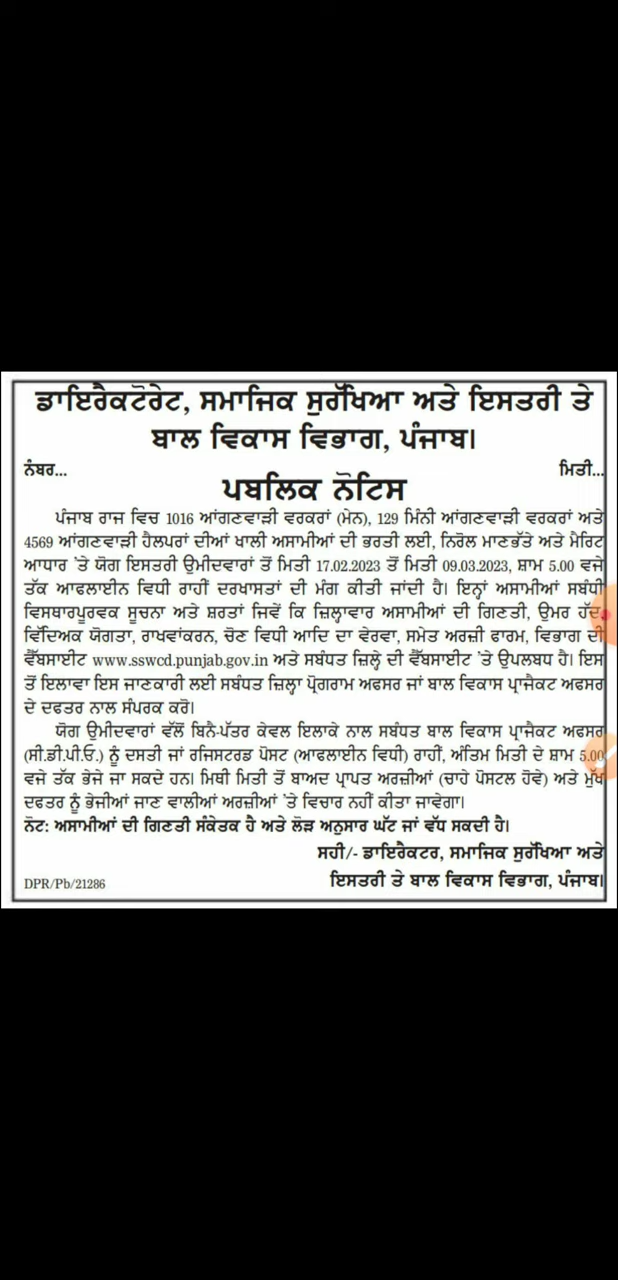 ਡਾਇਰੈਕਟੋਰੇਟ, ਸਮਾਜਿਕ ਸੁਰੱਖਿਆ ਅਤੇ ਇਸਤਰੀ ਤੇ
ਬਾਲ ਵਿਕਾਸ ਵਿਭਾਗ, ਪੰਜਾਬ।
ਨੰਬਰ... ਮਿਤੀ...
ਪਬਲਿਕ ਨੋਟਿਸ
ਪੰਜਾਬ ਰਾਜ ਵਿਚ 1016 ਆਂਗਣਵਾੜੀ ਵਰਕਰਾਂ (ਮੇਨ), 129 ਮਿੰਨੀ ਆਂਗਣਵਾੜੀ ਵਰਕਰਾਂ ਅਤੇ
4569 ਆਂਗਣਵਾੜੀ ਹੈਲਪਰਾਂ ਦੀਆਂ ਖਾਲੀ ਅਸਾਮੀਆਂ ਦੀ ਭਰਤੀ ਲਈ, ਨਿਰੋਲ ਮਾਣਭੱਤੇ ਅਤੇ ਮੈਰਿਟ
ਆਧਾਰ 'ਤੇ ਯੋਗ ਇਸਤਰੀ ਉਮੀਦਵਾਰਾਂ ਤੋਂ ਮਿਤੀ 17.02.2023 ਤੋਂ ਮਿਤੀ 09.03.2023, ਸ਼ਾਮ 5.00 ਵਜੇ
ਤੱਕ ਆਫਲਾਈਨ ਵਿਧੀ ਰਾਹੀਂ ਦਰਖਾਸਤਾਂ ਦੀ ਮੰਗ ਕੀਤੀ ਜਾਂਦੀ ਹੈ। ਇਨ੍ਹਾਂ ਅਸਾਮੀਆਂ ਸਬੰਧੀ
ਵਿਸਥਾਰਪੂਰਵਕ ਸੂਚਨਾ ਅਤੇ ਸ਼ਰਤਾਂ ਜਿਵੇਂ ਕਿ ਜ਼ਿਲ੍ਹਾਵਾਰ ਅਸਾਮੀਆਂ ਦੀ ਗਿਣਤੀ, ਉਮਰ ਹੱਦ,
ਵਿੱਦਿਅਕ ਯੋਗਤਾ, ਰਾਖਵਾਂਕਰਨ, ਚੋਣ ਵਿਧੀ ਆਦਿ ਦਾ ਵੇਰਵਾ, ਸਮੇਤ ਅਰਜ਼ੀ ਫਾਰਮ, ਵਿਭਾਗ ਦੀ
ਵੈੱਬਸਾਈਟ www.sswcd.punjab.gov.in ਅਤੇ ਸਬੰਧਤ ਜ਼ਿਲ੍ਹੇ ਦੀ ਵੈੱਬਸਾਈਟ 'ਤੇ ਉਪਲਬਧ ਹੈ। ਇਸ
ਤੋਂ ਇਲਾਵਾ ਇਸ ਜਾਣਕਾਰੀ ਲਈ ਸਬੰਧਤ ਜ਼ਿਲ੍ਹਾ ਪ੍ਰੋਗਰਾਮ ਅਫਸਰ ਜਾਂ ਬਾਲ ਵਿਕਾਸ ਪ੍ਰਾਜੈਕਟ ਅਫਸਰ
ਦੇ ਦਫਤਰ ਨਾਲ ਸੰਪਰਕ ਕਰੋ।
ਯੋਗ ਉਮੀਦਵਾਰਾਂ ਵੱਲੋਂ ਬਿਨੈ-ਪੱਤਰ ਕੇਵਲ ਇਲਾਕੇ ਨਾਲ ਸਬੰਧਤ ਬਾਲ ਵਿਕਾਸ ਪ੍ਰਾਜੈਕਟ ਅਫਸਰ
(ਸੀ.ਡੀ.ਪੀ.ਓ.) ਨੂੰ ਦਸਤੀ ਜਾਂ ਰਜਿਸਟਰਡ ਪੋਸਟ (ਆਫਲਾਈਨ ਵਿਧੀ) ਰਾਹੀਂ, ਅੰਤਿਮ ਮਿਤੀ ਦੇ ਸ਼ਾਮ 5.00
ਵਜੇ ਤੱਕ ਭੇਜੇ ਜਾ ਸਕਦੇ ਹਨ। ਮਿਥੀ ਮਿਤੀ ਤੋਂ ਬਾਅਦ ਪ੍ਰਾਪਤ ਅਰਜ਼ੀਆਂ (ਚਾਹੇ ਪੋਸਟਲ ਹੋਵੇ) ਅਤੇ ਮੁੱਖ
ਦਫਤਰ ਨੂੰ ਭੇਜੀਆਂ ਜਾਣ ਵਾਲੀਆਂ ਅਰਜ਼ੀਆਂ 'ਤੇ ਵਿਚਾਰ ਨਹੀਂ ਕੀਤਾ ਜਾਵੇਗਾ।
ਨੋਟ: ਅਸਾਮੀਆਂ ਦੀ ਗਿਣਤੀ ਸੰਕੇਤਕ ਹੈ ਅਤੇ ਲੋੜ ਅਨੁਸਾਰ ਘੱਟ ਜਾਂ ਵੱਧ ਸਕਦੀ ਹੈ।
ਸਹੀ/- ਡਾਇਰੈਕਟਰ, ਸਮਾਜਿਕ ਸੁਰੱਖਿਆ ਅਤੇ
DPR/Pb/21286 ਇਸਤਰੀ ਤੇ ਬਾਲ ਵਿਕਾਸ ਵਿਭਾਗ, ਪੰਜਾਬ।